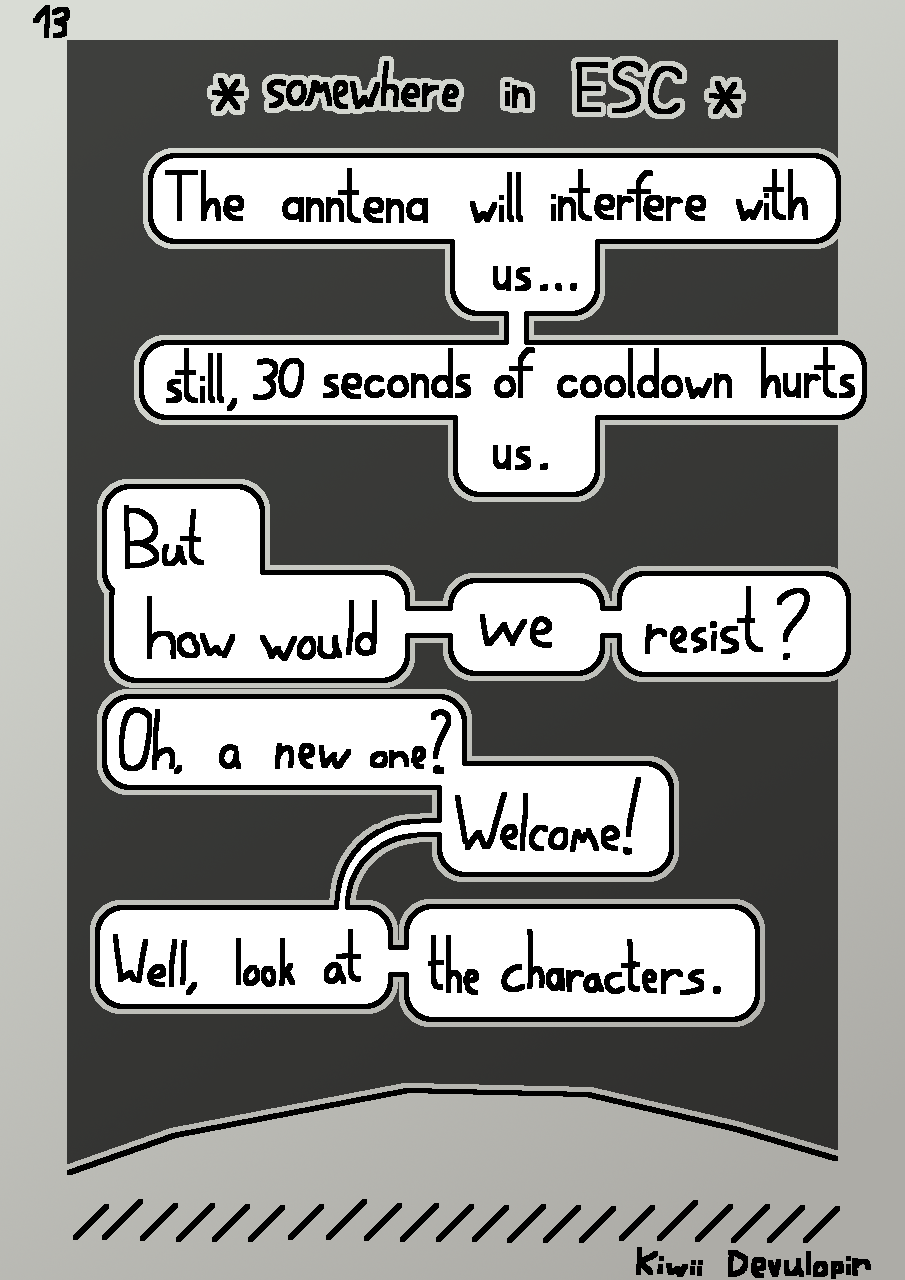 13
* somewhere in ESC *
The anntena will interfere with
us...
still, 30 seconds of cooldown hurts
us.
But
how would we resist?
Oh, a new one?
Welcome!
Well, look at the characters.
Kiwii Devulopin